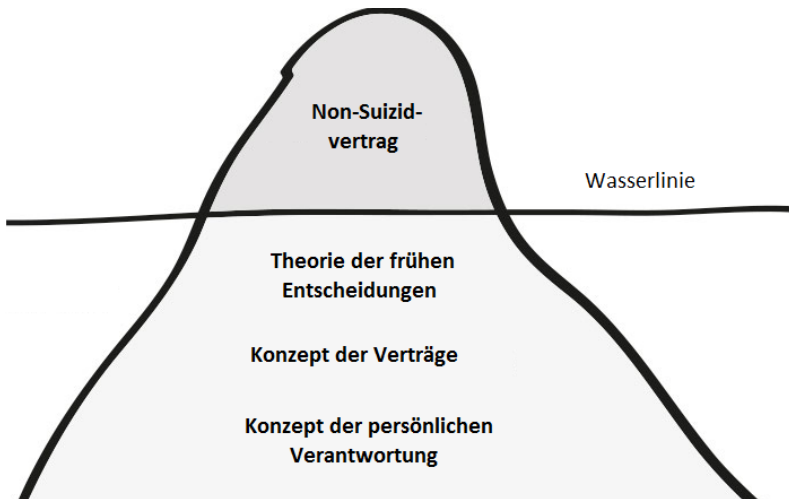 Non-Suizid-
vertrag
Wasserlinie
Theorie der frühen
Entscheidungen
Konzept der Verträge
Konzept der persönlichen
Verantwortung